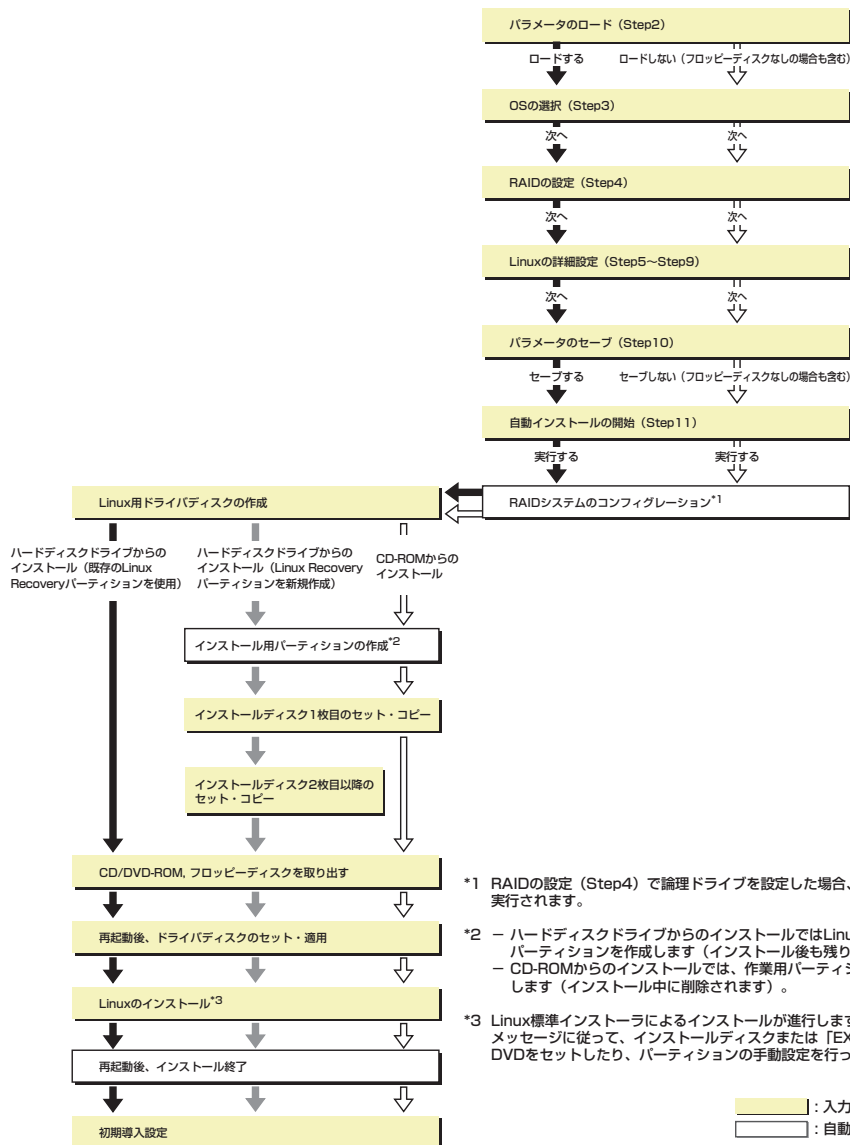 パラメータのロード（Step2）
ロードする
ロードしない（フロッピーディスクなしの場合も含む）
OSの選択（Step3）
次へ
次へ
RAIDの設定（Step4）
次へ
次へ
Linuxの詳細設定（Step5〜Step9）
次へ
次へ
パラメータのセーブ（Step10）
セーブする
セーブしない（フロッピーディスクなしの場合も含む）
自動インストールの開始（Step11）
実行する
実行する
RAIDシステムのコンフィグレーション*1
Linux用ドライバディスクの作成
ハードディスクドライブからの
インストール（既存のLinux
Recoveryパーティションを使用）
ハードディスクドライブからの
インストール（Linux Recovery
パーティションを新規作成）
CD-ROMからの
インストール
インストール用パーティションの作成*2
インストールディスク1枚目のセット・コピー
インストールディスク2枚目以降の
セット・コピー
CD/DVD-ROM, フロッピーディスクを取り出す
再起動後、ドライバディスクのセット・適用
Linuxのインストール*3
再起動後、インストール終了
初期導入設定
*1 RAIDの設定（Step4）で論理ドライブを設定した場合、
実行されます。
*2 − ハードディスクドライブからのインストールではLinu
パーティションを作成します（インストール後も残り
− CD-ROMからのインストールでは、作業用パーティシ
します（インストール中に削除されます）。
*3 Linux標準インストーラによるインストールが進行します
メッセージに従って、インストールディスクまたは「EX
DVDをセットしたり、パーティションの手動設定を行っ
：入力
：自動